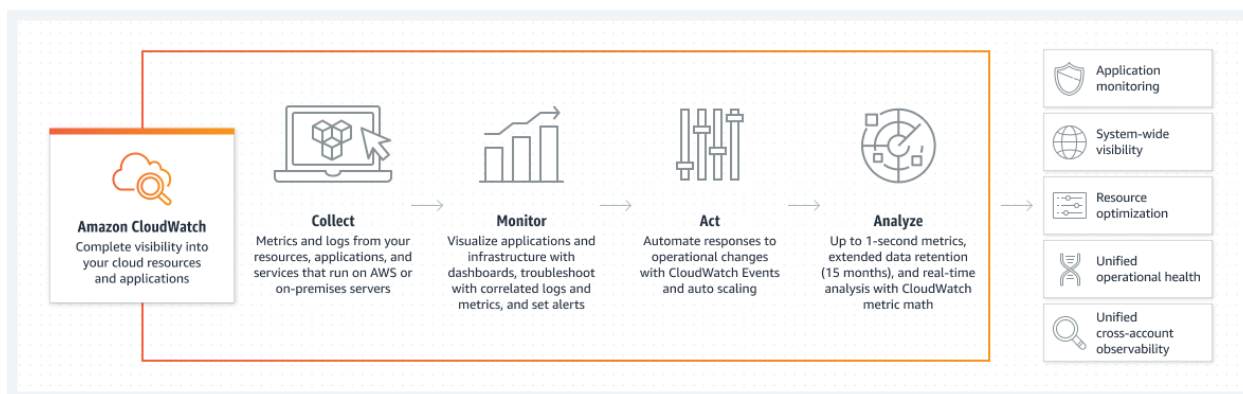 Amazon CloudWatch
Complete visibility into
your cloud resources
and applications
Collect
Metrics and logs from your
resources, applications, and
services that run on AWS or
on-premises servers
Monitor
Visualize applications and
infrastructure with
dashboards, troubleshoot
with correlated logs and
metrics, and set alerts
Act
Automate responses to
operational changes
with CloudWatch Events
and auto scaling
Analyze
Up to 1-second metrics,
extended data retention
(15 months), and real-time
analysis with CloudWatch
metric math
Application
monitoring
System-wide
visibility
Resource
optimization
Unified
operational health
Unified
cross-account
observability